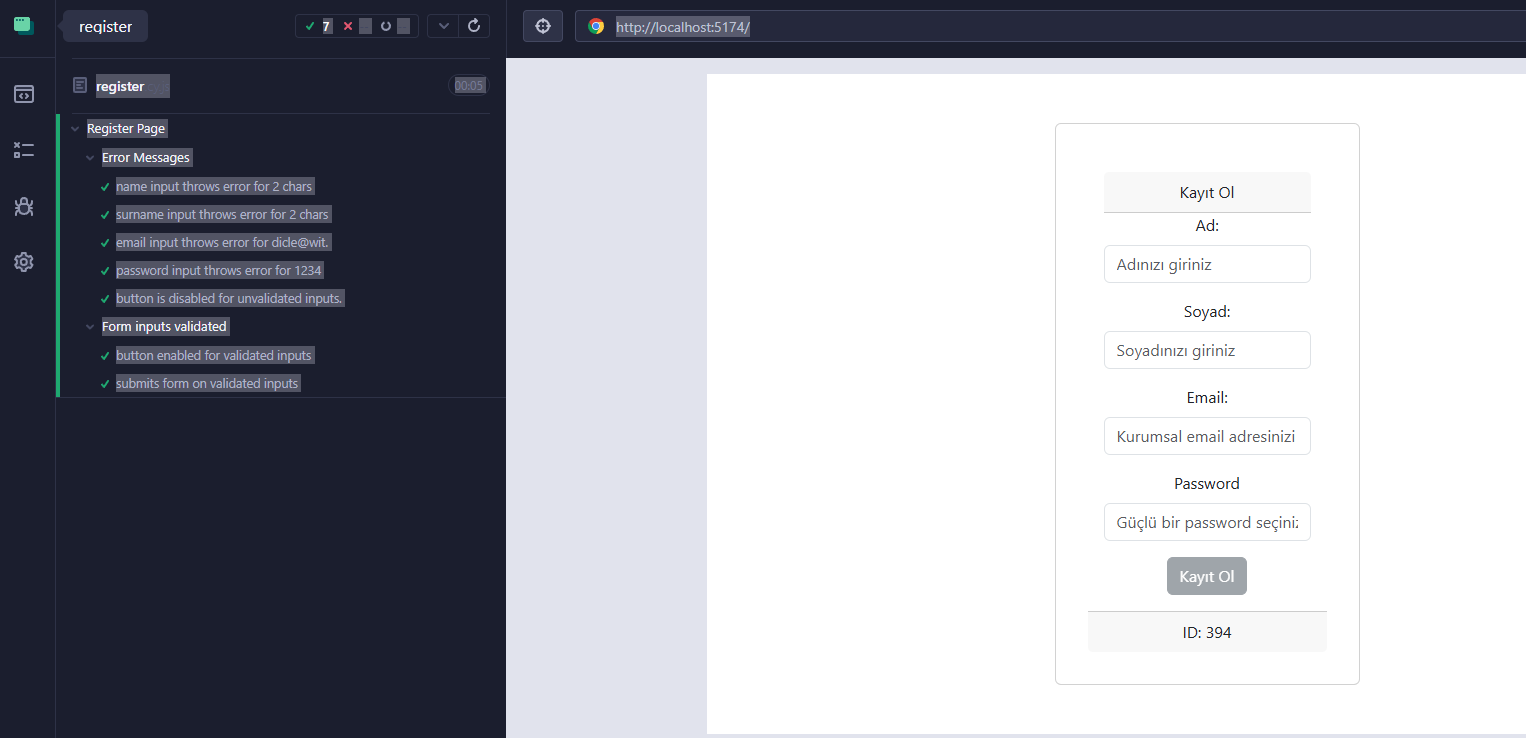 register
7
http://localhost:5174/
register
00:05
Register Page
Error Messages
name input throws error for 2 chars
surname input throws error for 2 chars
email input throws error for dicle@wit.
password input throws error for 1234
button is disabled for unvalidated inputs.
Form inputs validated
button enabled for validated inputs
submits form on validated inputs
Kayıt Ol
Ad:
Adınızı giriniz
Soyad:
Soyadınızı giriniz
Email:
Kurumsal email adresinizi
Password
Güçlü bir password seçiniz
Kayıt Ol
ID: 394